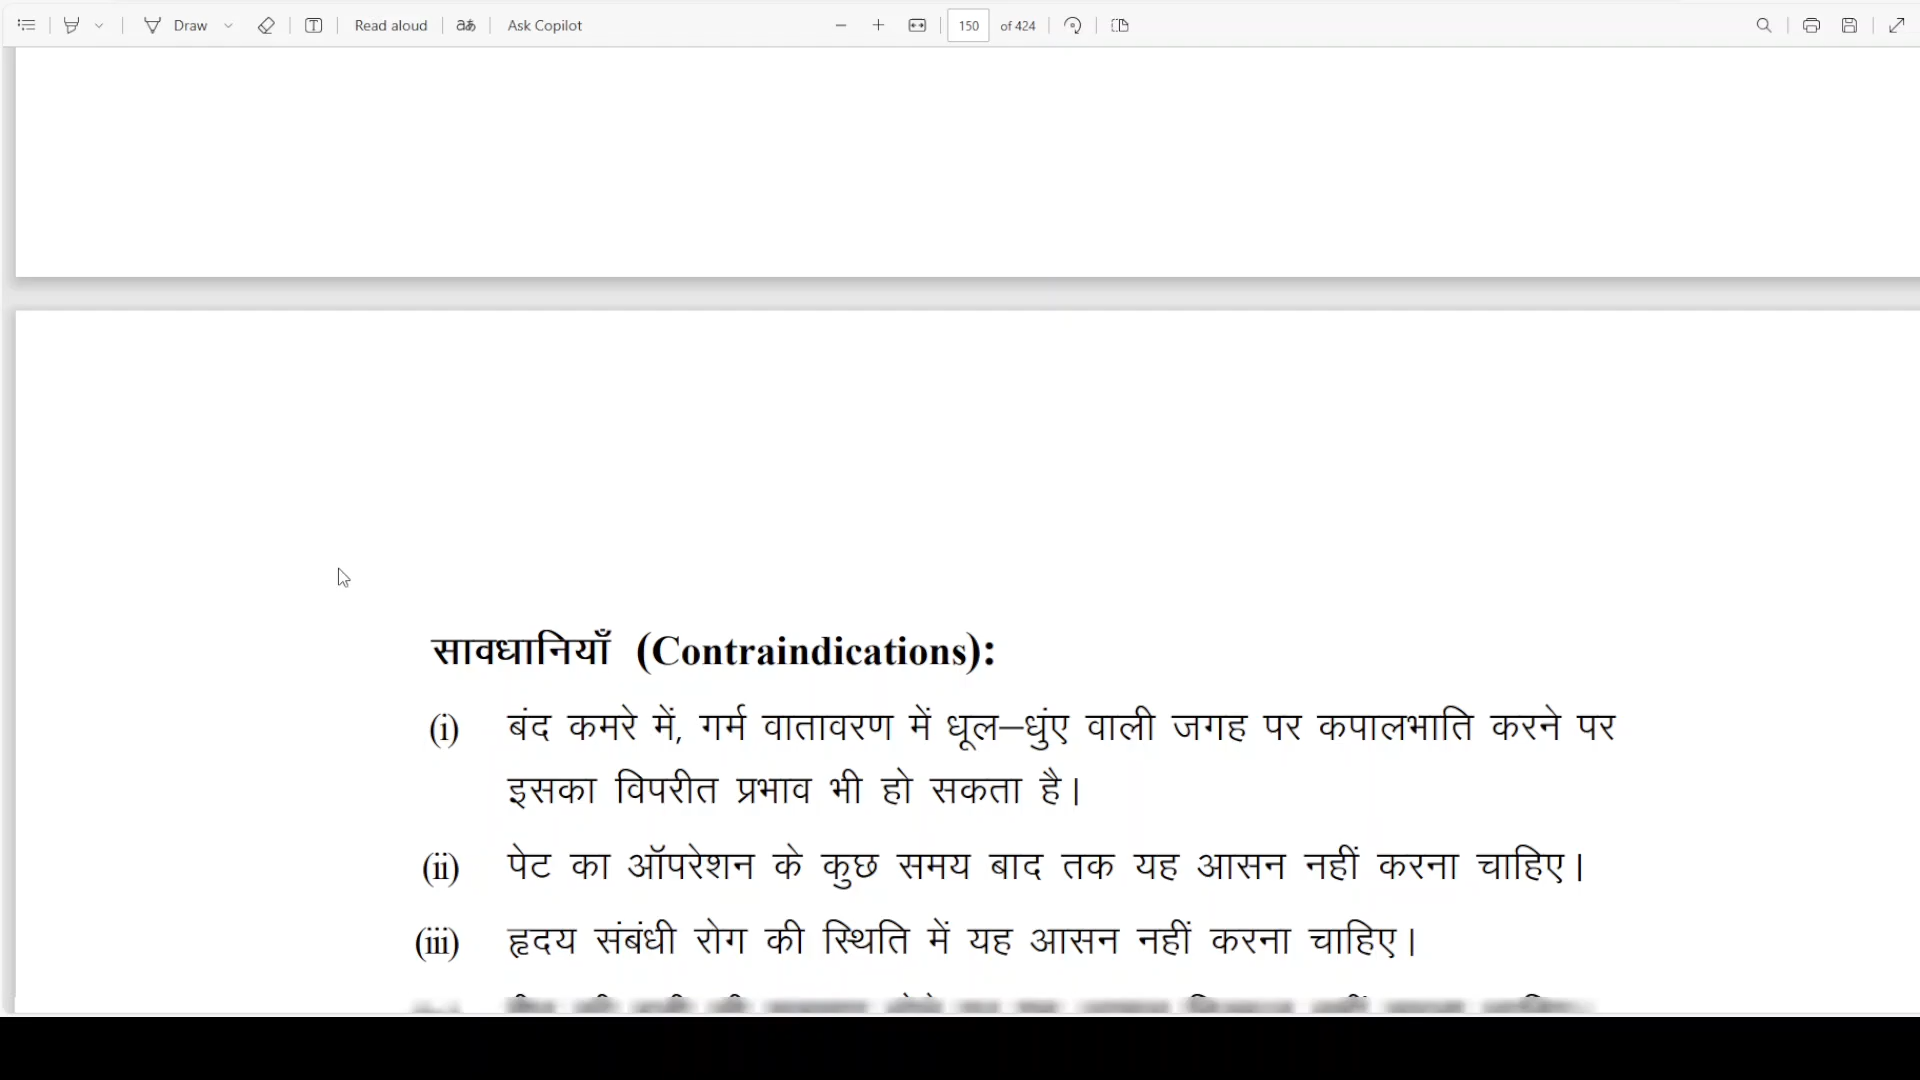 Draw Read aloud Ask Copilot 150 of 424
सावधानियाँ (Contraindications):
(i) बंद कमरे में, गर्म वातावरण में धूल–धुंए वाली जगह पर कपालभाति करने पर
इसका विपरीत प्रभाव भी हो सकता है।
(ii) पेट का ऑपरेशन के कुछ समय बाद तक यह आसन नहीं करना चाहिए।
(iii) हृदय संबंधी रोग की स्थिति में यह आसन नहीं करना चाहिए।